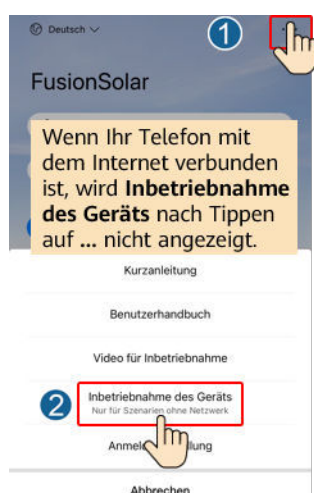 Deutsch
1
FusionSolar
Wenn Ihr Telefon mit
dem Internet verbunden
ist, wird Inbetriebnahme
des Geräts nach Tippen
auf ... nicht angezeigt.
Kurzanleitung
Benutzerhandbuch
Video für Inbetriebnahme
2
Inbetriebnahme des Geräts
Nur für Szenarien ohne Netzwerk
Abbrechen